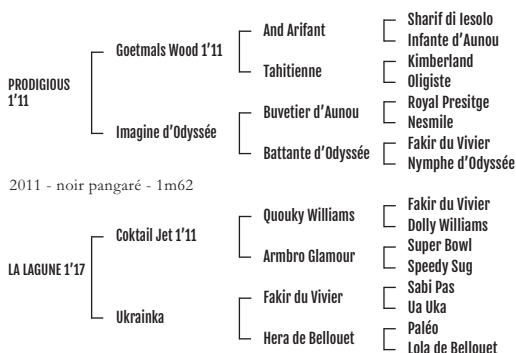 Sharif di Iesolo
And Arifant
Infante d'Aunou
Goetmals Wood 1'11
Kimberland
Tahitienne
Oligiste
PRODIGIOUS
1'11
Royal Presitge
Buvetier d'Aunou
Nesmile
Imagine d'Odyssée
Fakir du Vivier
Battante d'Odyssée
Nymphe d'Odyssée
2011 - noir pangaré - 1m62
Fakir du Vivier
Quouky Williams
Dolly Williams
Coktail Jet 1'11
Super Bowl
Armbro Glamour
Speedy Sug
LA LAGUNE 1'17
Sabi Pas
Fakir du Vivier
Ua Uka
Ukrainka
Paléo
Hera de Bellouet
Lola de Bellouet